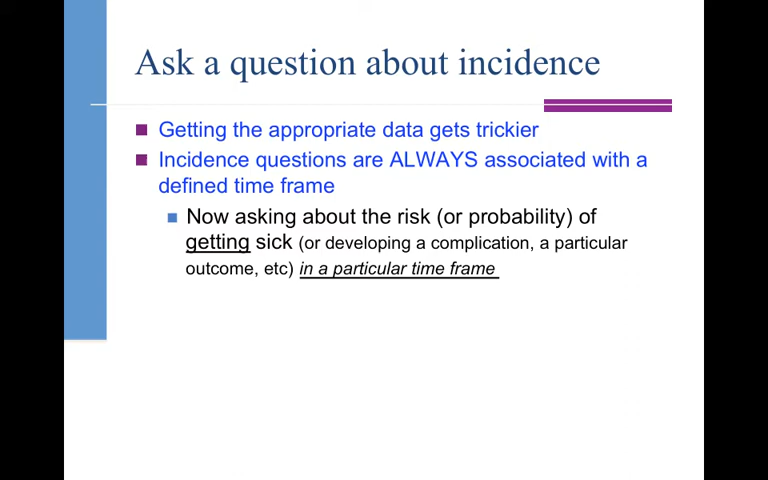 Ask a question about incidence
Getting the appropriate data gets trickier
Incidence questions are ALWAYS associated with a
defined time frame
Now asking about the risk (or probability) of
getting sick (or developing a complication, a particular
outcome, etc) in a particular time frame